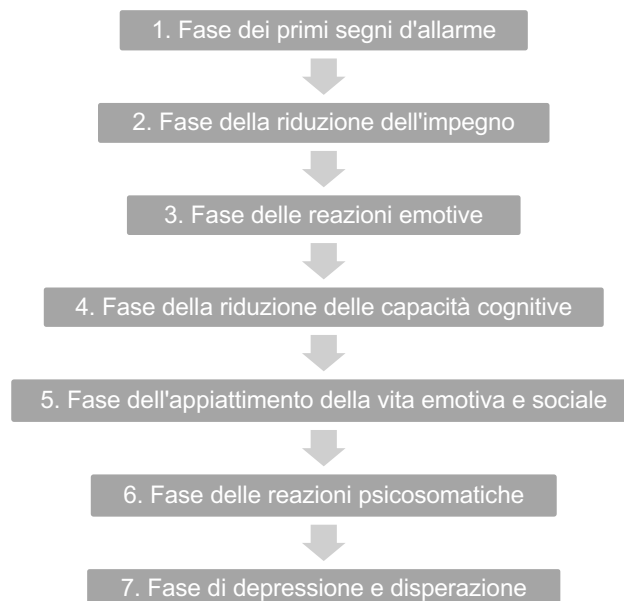 1. Fase dei primi segni d'allarme
2. Fase della riduzione dell'impegno
3. Fase delle reazioni emotive
4. Fase della riduzione delle capacità cognitive
5. Fase dell'appiattimento della vita emotiva e sociale
6. Fase delle reazioni psicosomatiche
7. Fase di depressione e disperazione